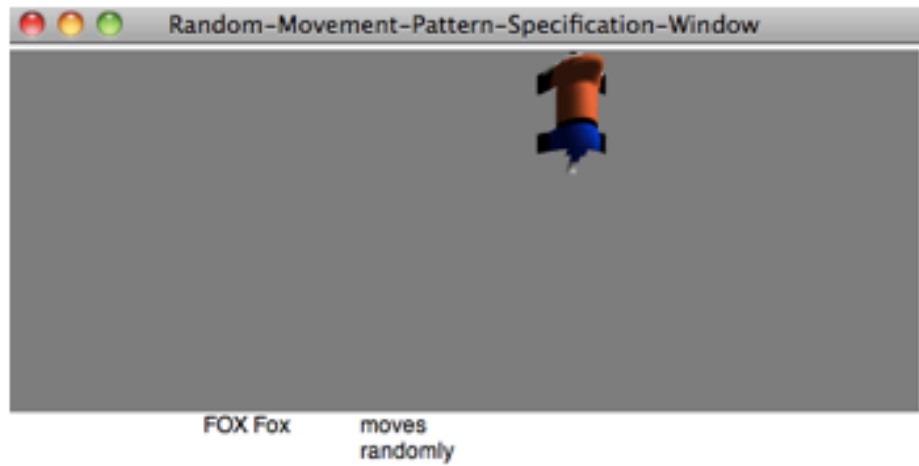 Random-Movement-Pattern-Specification-Window
FOX Fox moves
randomly